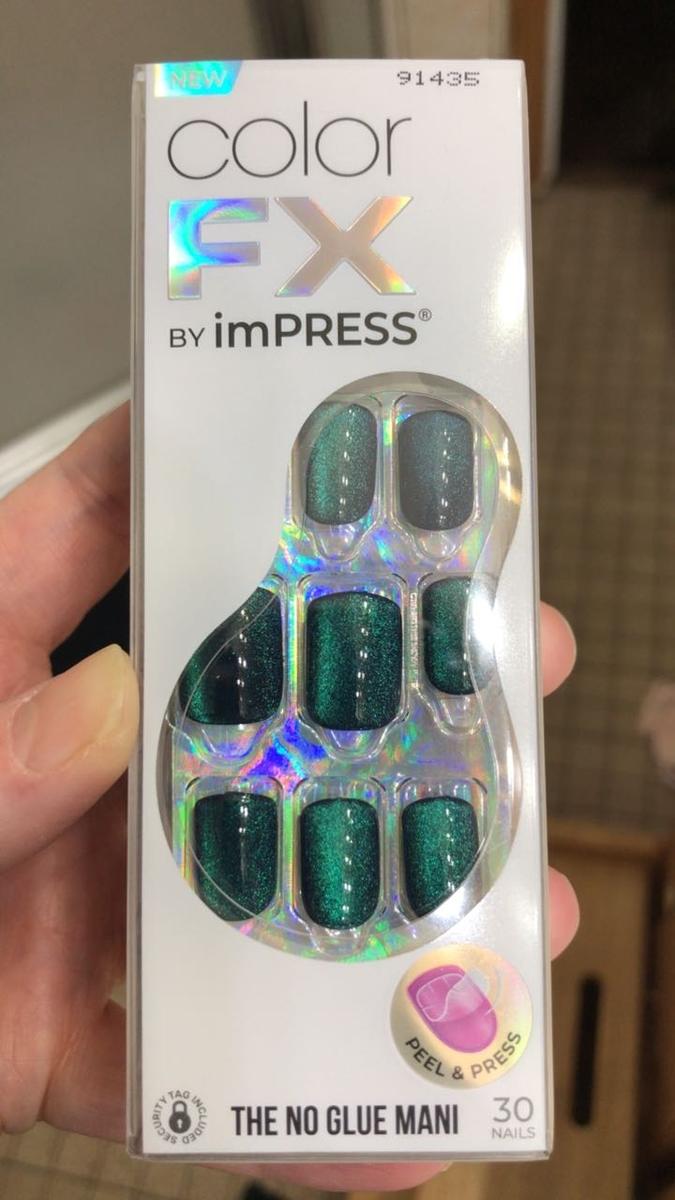 NEW
91435
color
FX
BY imPRESS®
PEEL & PRESS
SECURITY TAG INCLUDED
THE NO GLUE MANI
30
NAILS